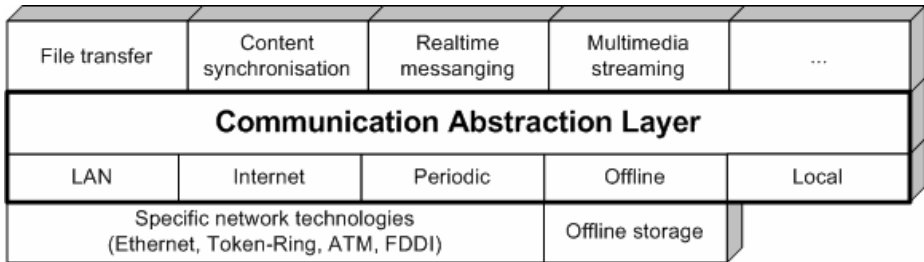 File transfer
Content
synchronisation
Realtime
messanging
Multimedia
streaming
...
Communication Abstraction Layer
LAN
Internet
Periodic
Offline
Local
Specific network technologies
(Ethernet, Token-Ring, ATM, FDDI)
Offline storage